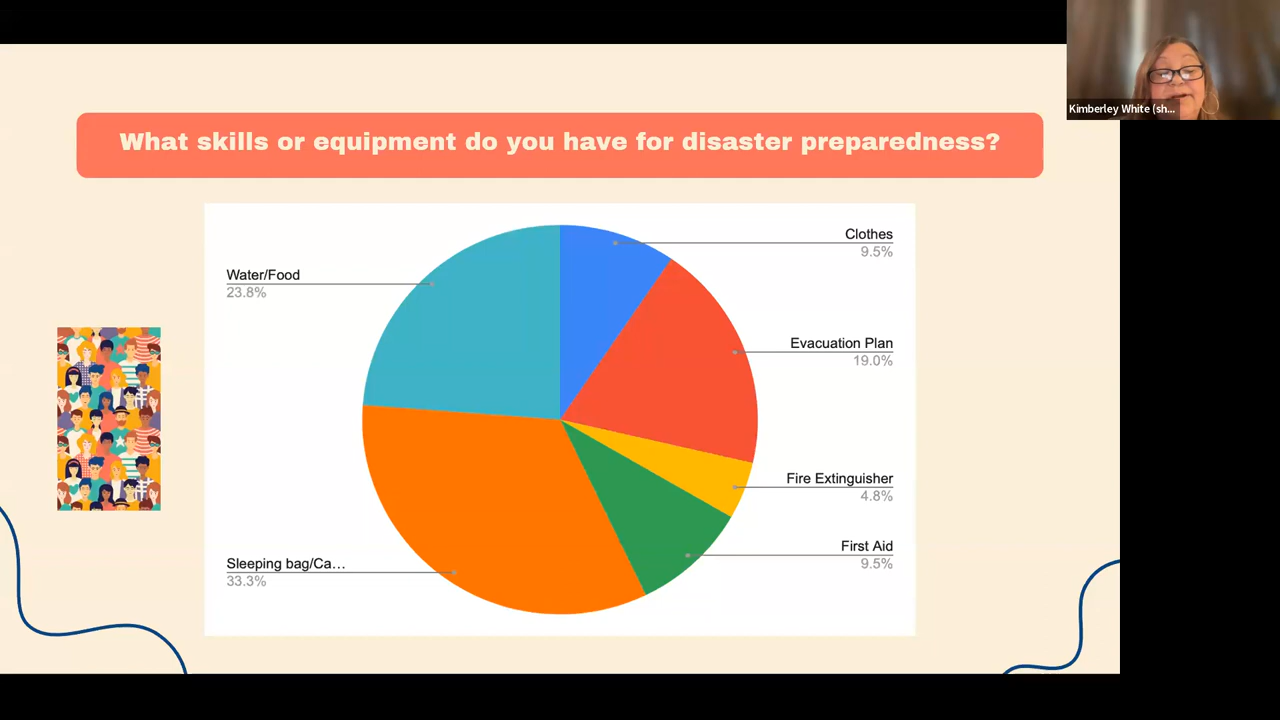 Kimberley White (sh...
What skills or equipment do you have for disaster preparedness?
Clothes
9.5%
Water/Food
23.8%
Evacuation Plan
19.0%
Fire Extinguisher
4.8%
First Aid
9.5%
Sleeping bag/Ca...
33.3%